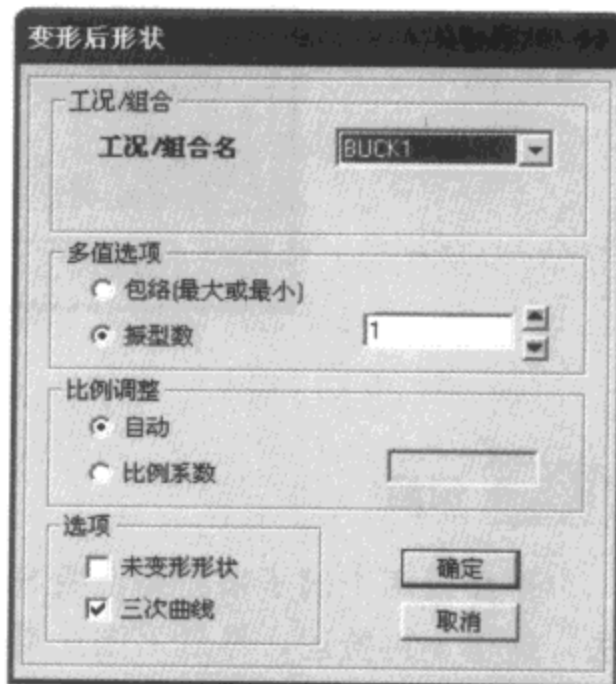 变形后形状
工况/组合
工况/组合名 BUCK1
多值选项
包络(最大或最小)
振型数 1
比例调整
自动
比例系数
选项
未变形形状
三次曲线
确定
取消